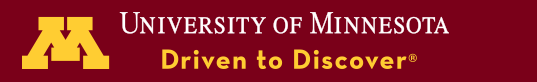 M
UNIVERSITY OF MINNESOTA
Driven to Discover®